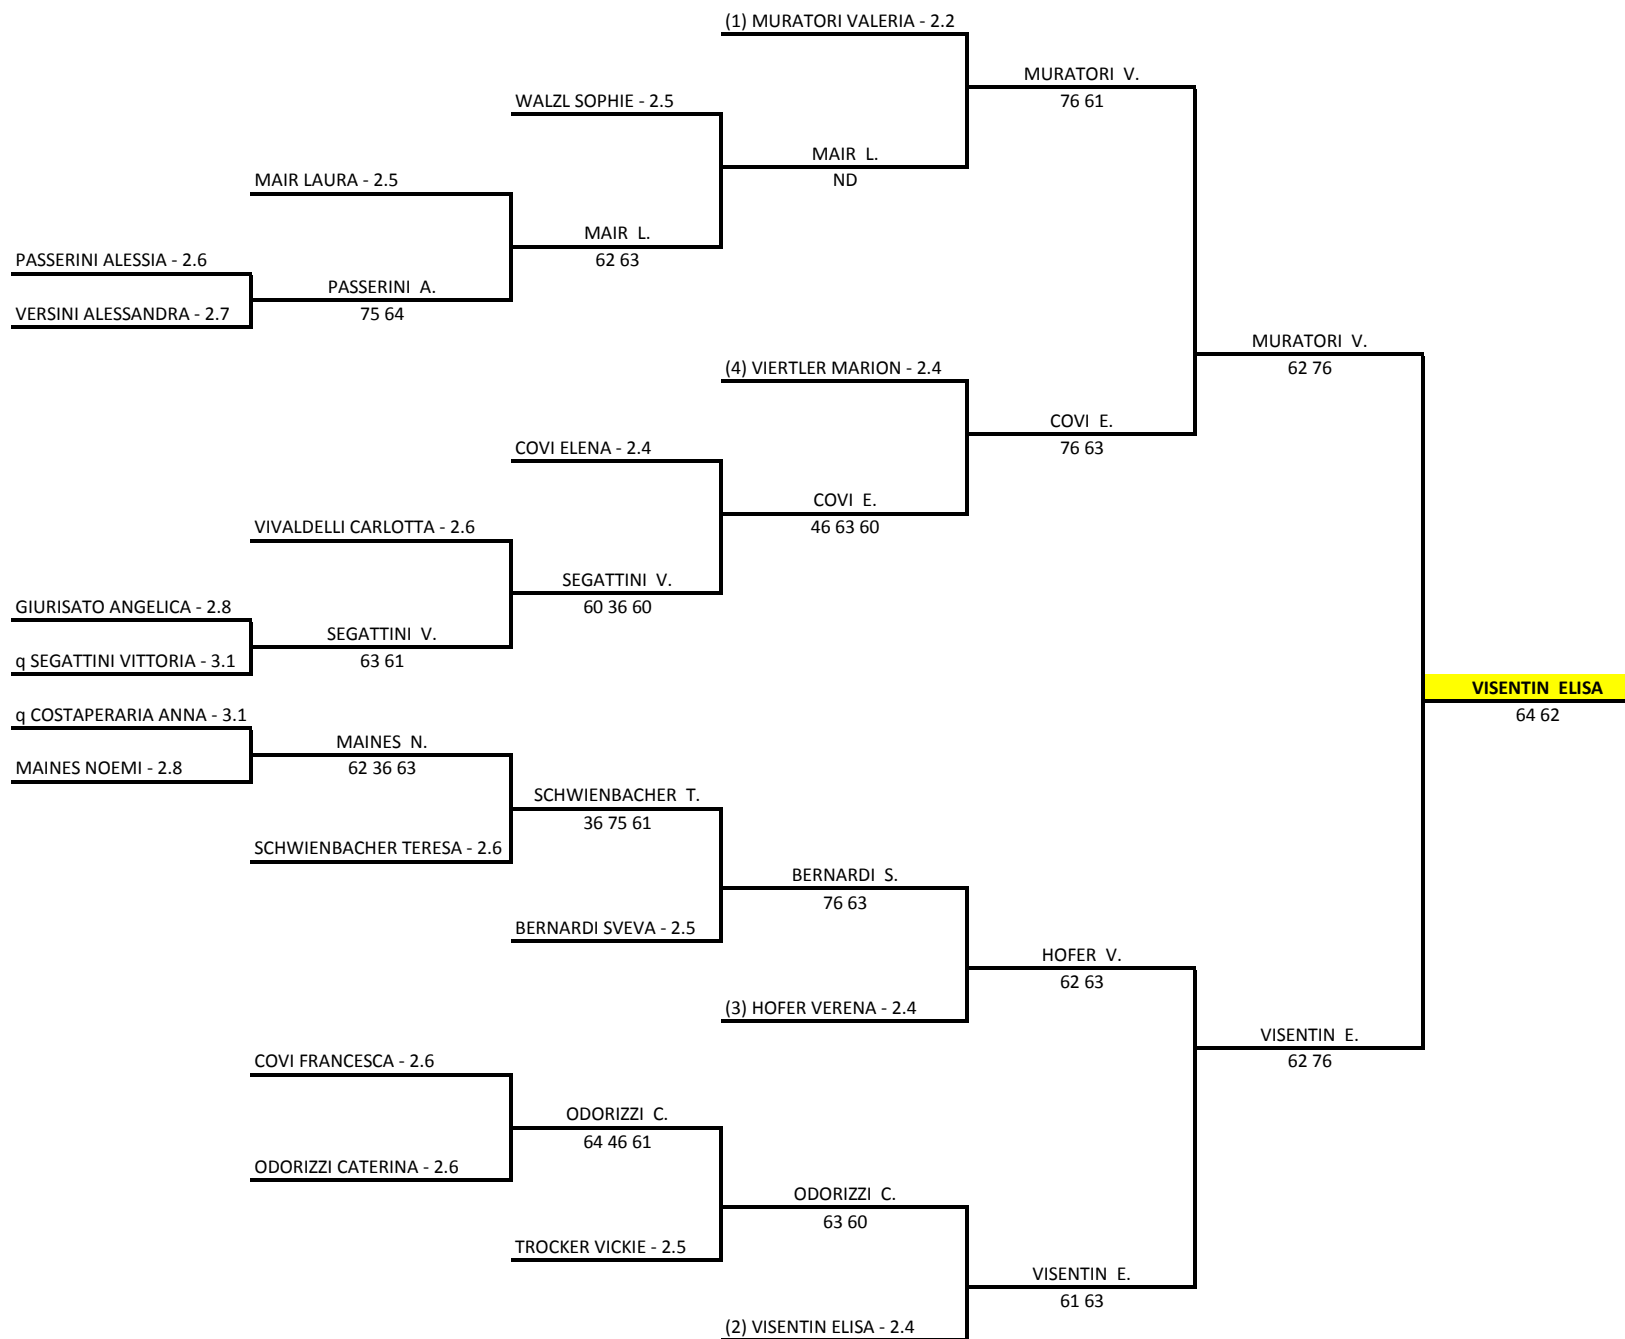 (1) MURATORI VALERIA - 2.2
MURATORI V.
76 61
WALZL SOPHIE - 2.5
MAIR L.
ND
MAIR LAURA - 2.5
MAIR L.
62 63
PASSERINI ALESSIA - 2.6
PASSERINI A.
75 64
VERSINI ALESSANDRA - 2.7
MURATORI V.
62 76
(4) VIERTLER MARION - 2.4
COVI E.
76 63
COVI ELENA - 2.4
COVI E.
46 63 60
VIVALDELLI CARLOTTA - 2.6
SEGATTINI V.
60 36 60
GIURISATO ANGELICA - 2.8
SEGATTINI V.
63 61
q SEGATTINI VITTORIA - 3.1
VISENTIN ELISA
64 62
q COSTAPERARIA ANNA - 3.1
MAINES N.
62 36 63
MAINES NOEMI - 2.8
SCHWIENBACHER T.
36 75 61
SCHWIENBACHER TERESA - 2.6
BERNARDI S.
76 63
BERNARDI SVEVA - 2.5
HOFER V.
62 63
(3) HOFER VERENA - 2.4
VISENTIN E.
62 76
COVI FRANCESCA - 2.6
ODORIZZI C.
64 46 61
ODORIZZI CATERINA - 2.6
ODORIZZI C.
63 60
TROCKER VICKIE - 2.5
VISENTIN E.
61 63
(2) VISENTIN ELISA - 2.4